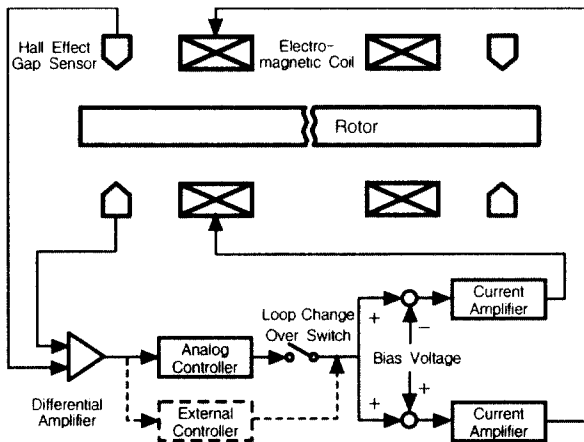 Hall Effect
Gap Sensor
Electro-
magnetic Coil
Rotor
Loop Change
Over Switch
Current
Amplifier
+
−
Analog
Controller
Bias Voltage
+
Differential
Amplifier
External
Controller
+
Current
Amplifier